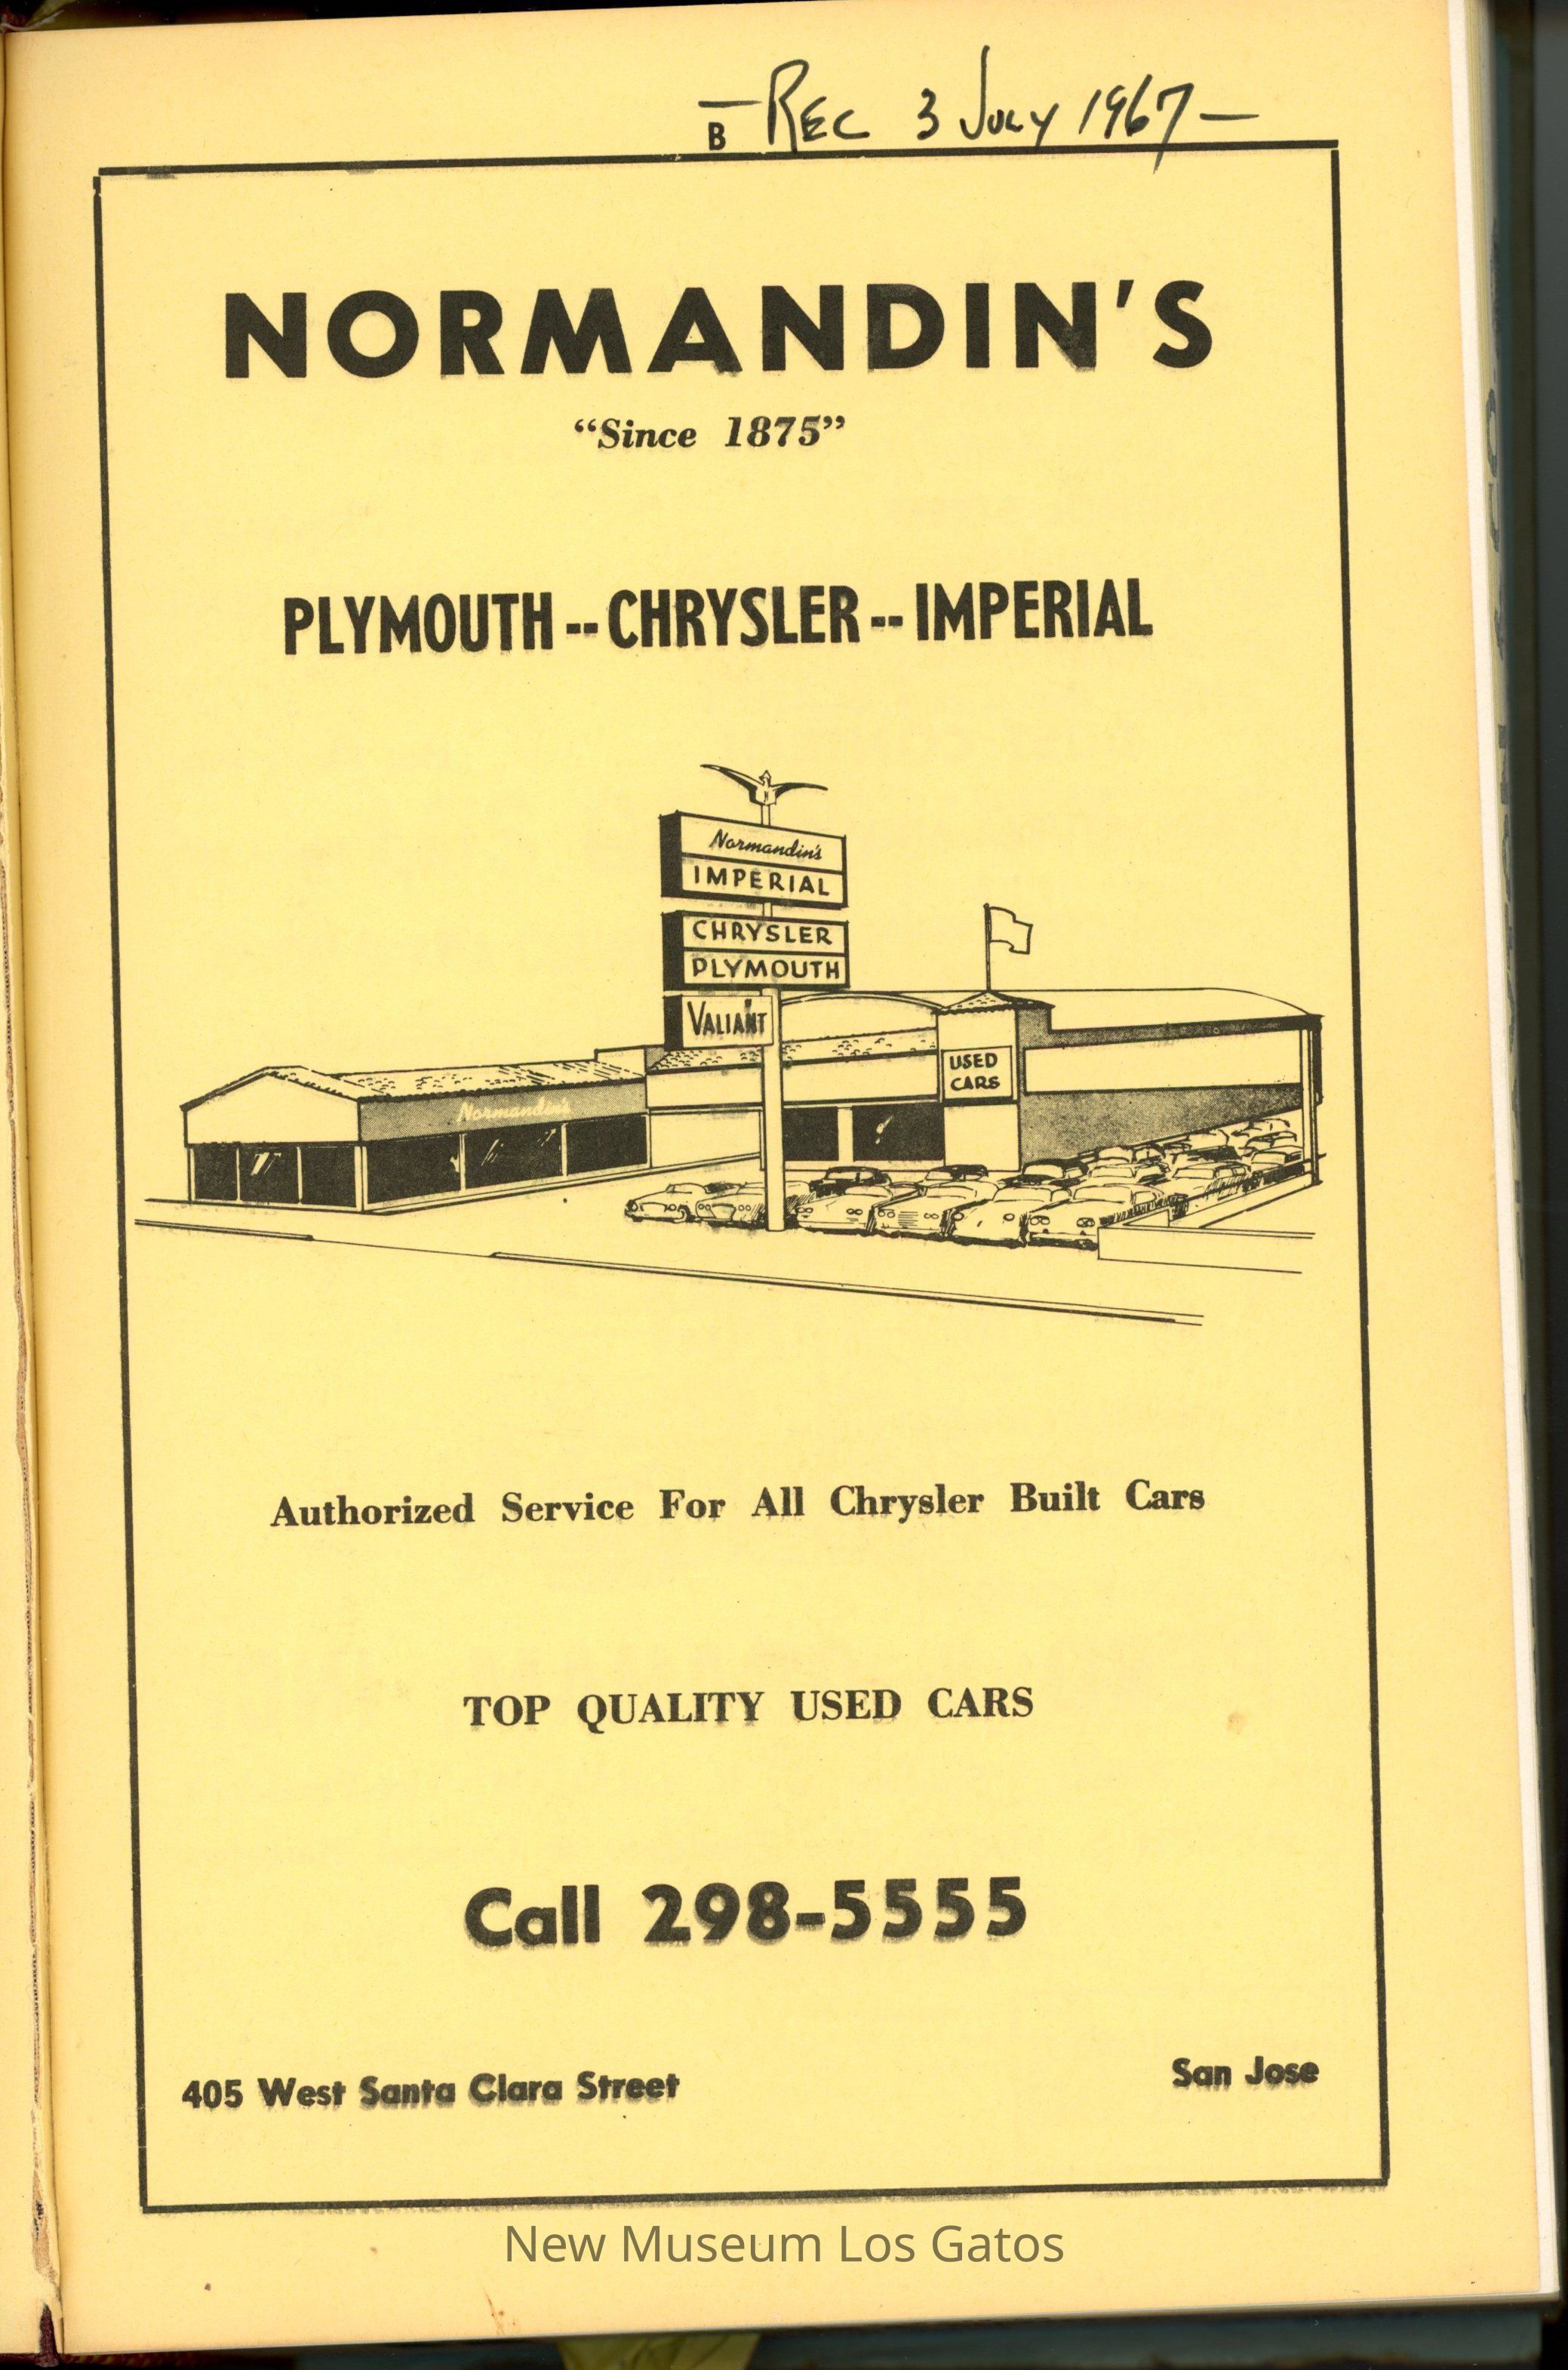 — REC 3 JULY 1967 —
B
NORMANDIN'S
“Since 1875”
PLYMOUTH -- CHRYSLER -- IMPERIAL
Normandin's
IMPERIAL
CHRYSLER
PLYMOUTH
VALIANT
USED
CARS
Normandin's
Authorized Service For All Chrysler Built Cars
TOP QUALITY USED CARS
Call 298-5555
405 West Santa Clara Street San Jose
New Museum Los Gatos